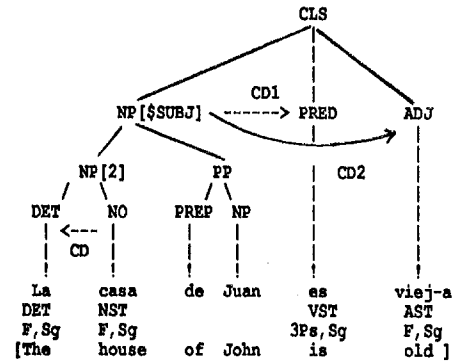 CLS
CD1
NP[$SUBJ] PRED ADJ
CD2
NP[2] PP
DET NO PREP NP
CD
La casa de Juan es viej-a
DET NST VST AST
F,Sg F,Sg 3Ps,Sg F,Sg
[The house of John is old ]